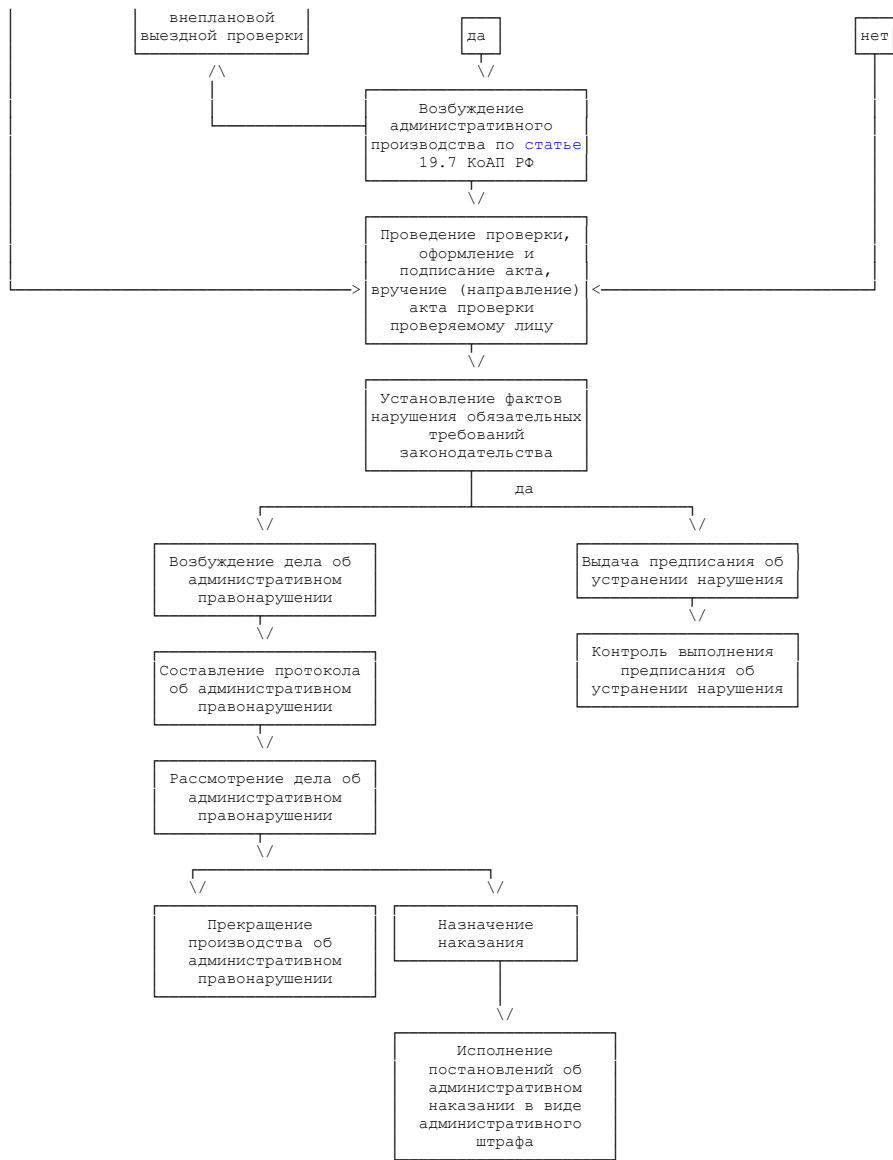 внеплановой
выездной проверки
да
нет
Возбуждение
административного
производства по статье
19.7 КоАП РФ
Проведение проверки,
оформление и
подписание акта,
вручение (направление)
акта проверки
проверяемому лицу
Установление фактов
нарушения обязательных
требований
законодательства
да
Возбуждение дела об
административном
правонарушении
Выдача предписания об
устранении нарушения
Составление протокола
об административном
правонарушении
Контроль выполнения
предписания об
устранении нарушения
Рассмотрение дела об
административном
правонарушении
Прекращение
производства об
административном
правонарушении
Назначение
наказания
Исполнение
постановлений об
административном
наказании в виде
административного
штрафа